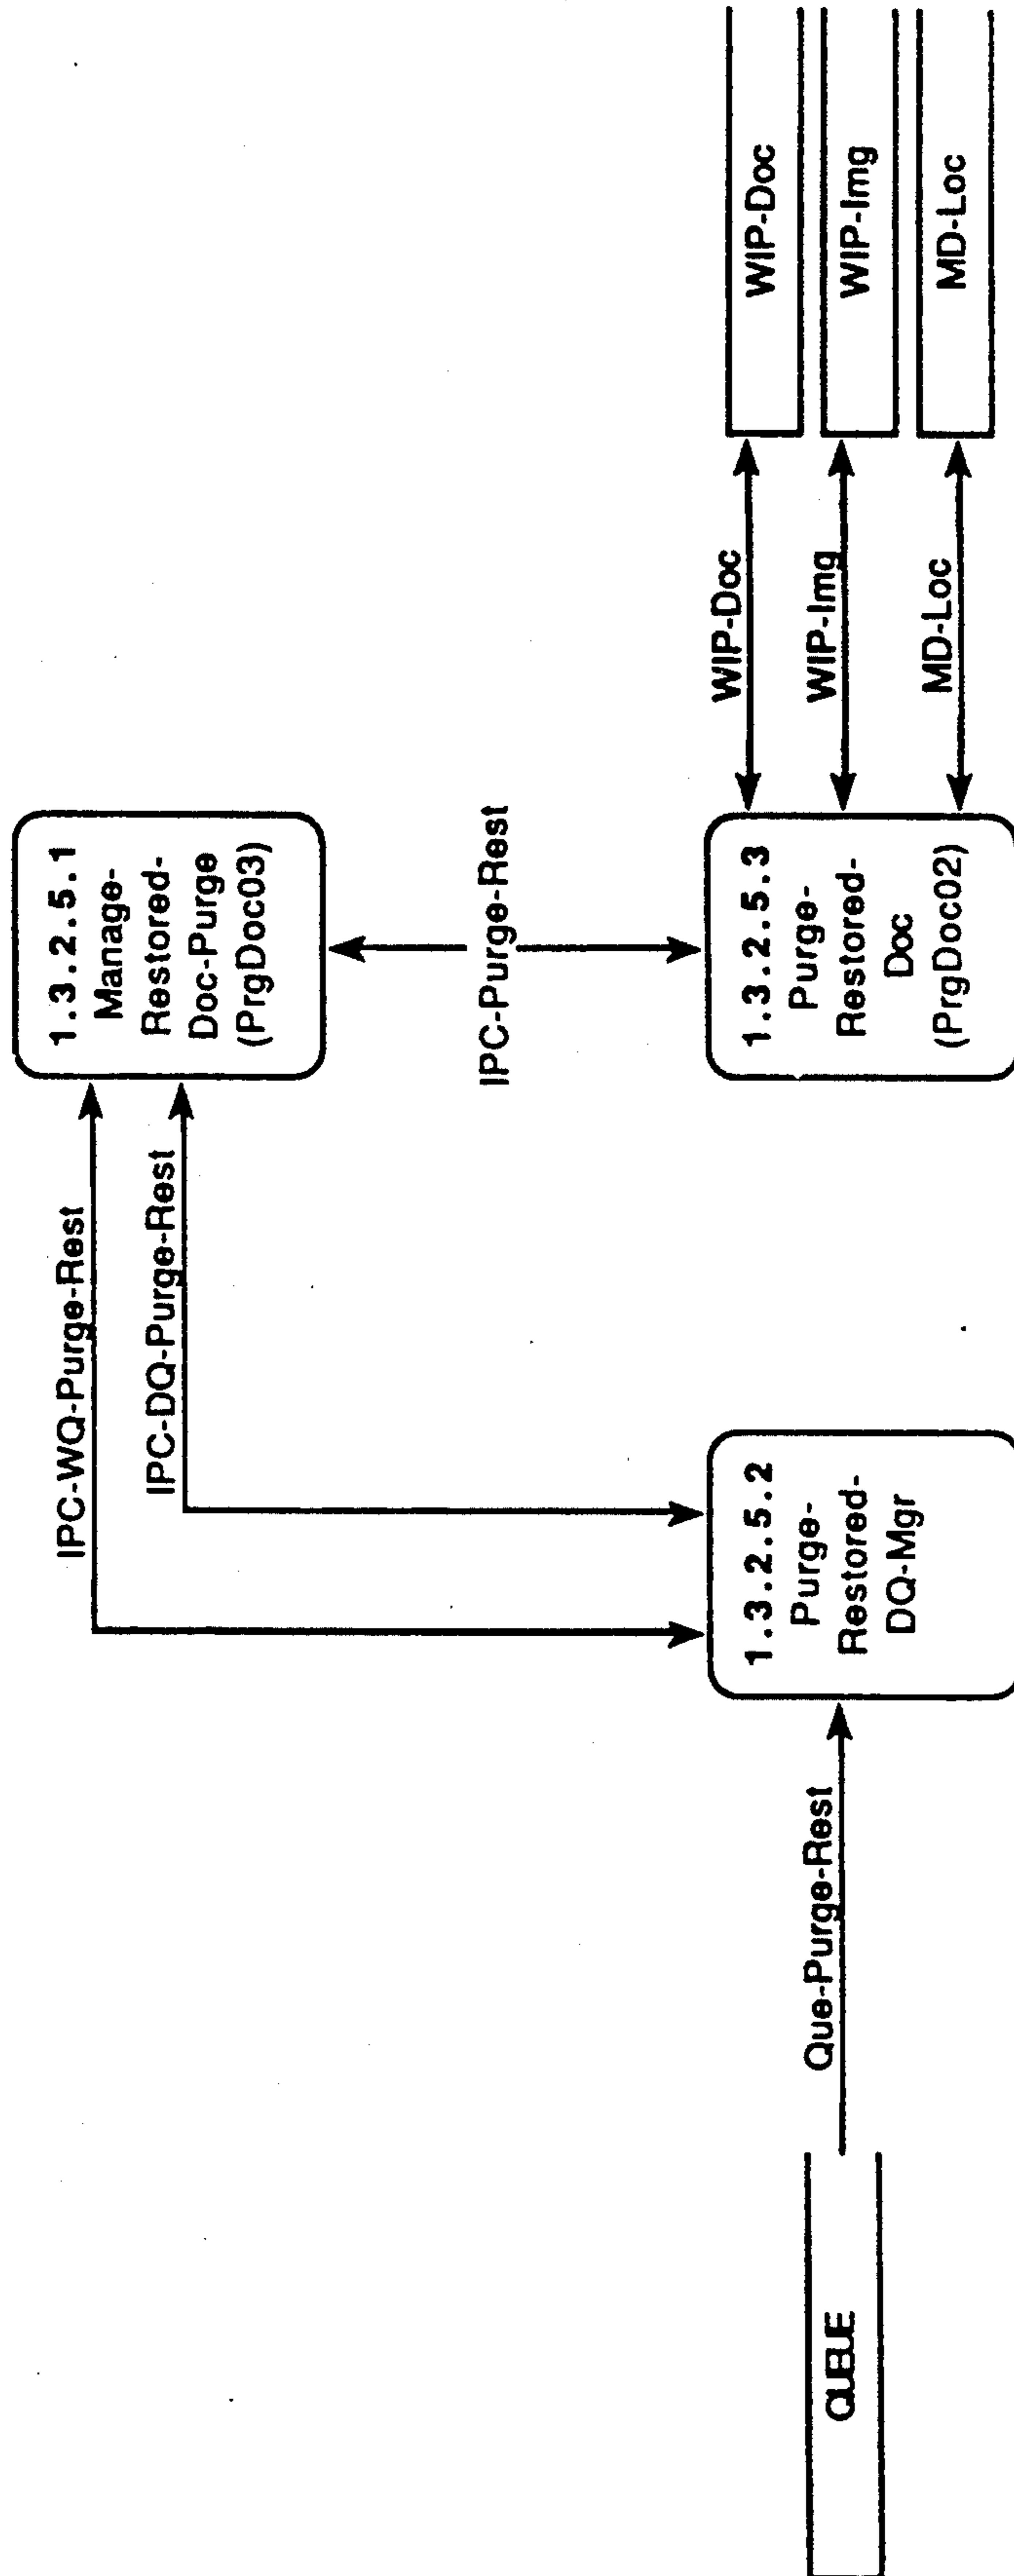 IPC-WQ-Purge-Rest
IPC-DQ-Purge-Rest
1.3.2.5.1
Manage-
Restored-
Doc-Purge
(PrgDoc03)
IPC-Purge-Rest
QUEUE
Que-Purge-Rest
1.3.2.5.2
Purge-
Restored-
DQ-Mgr
1.3.2.5.3
Purge-
Restored-
Doc
(PrgDoc02)
WIP-Doc
WIP-Img
MD-Loc
WIP-Doc
WIP-Img
MD-Loc